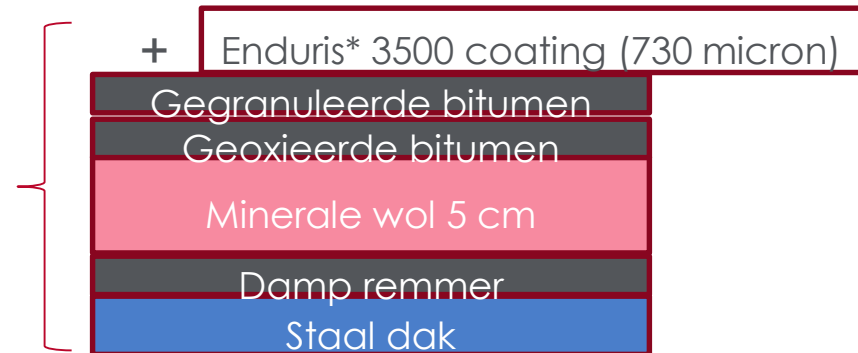 + Enduris* 3500 coating (730 micron)
Gegranuleerde bitumen
Geoxieerde bitumen
Minerale wol 5 cm
Damp remmer
Staal dak